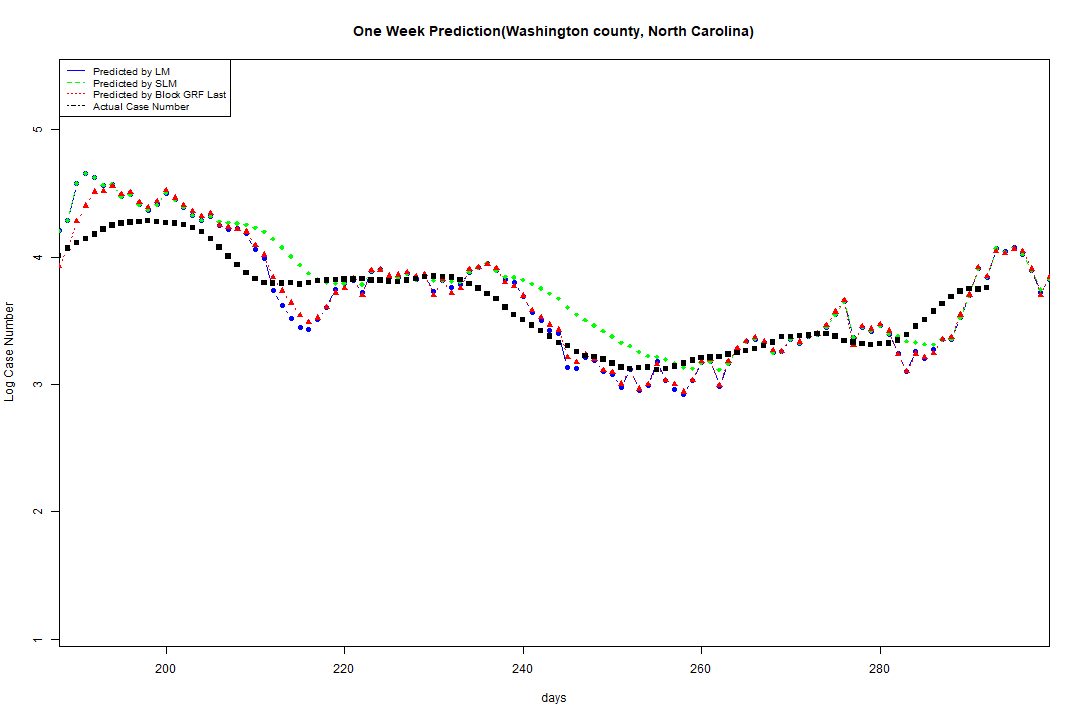 One Week Prediction(Washington county, North Carolina)
Predicted by LM
Predicted by SLM
Predicted by Block GRF Last
Actual Case Number
5
4
3
2
1
Log Case Number
200
220
240
260
280
days